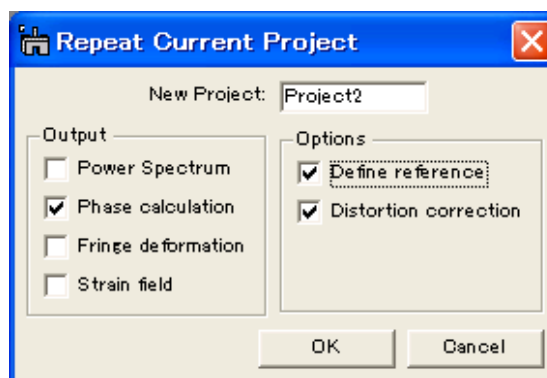 Repeat Current Project
New Project: Project2
Output
Power Spectrum
Phase calculation
Fringe deformation
Strain field
Options
Define reference
Distortion correction
OK
Cancel